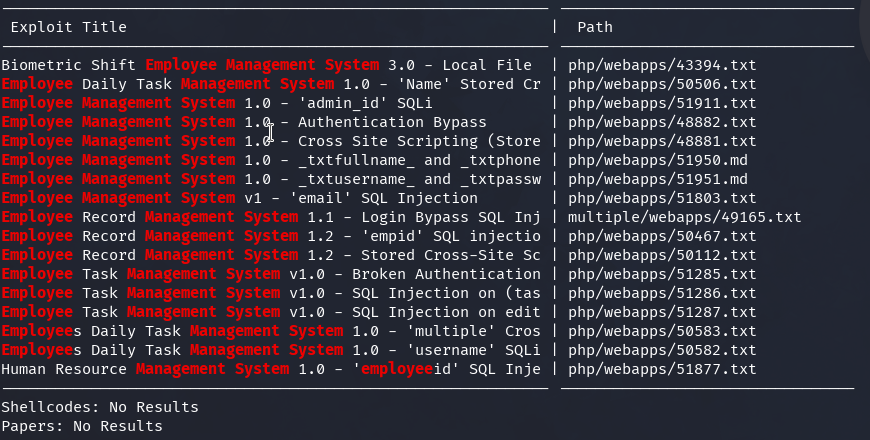 Exploit Title | Path
Biometric Shift Employee Management System 3.0 - Local File | php/webapps/43394.txt
Employee Daily Task Management System 1.0 - 'Name' Stored Cr | php/webapps/50506.txt
Employee Management System 1.0 - 'admin_id' SQLi | php/webapps/51911.txt
Employee Management System 1.0 - Authentication Bypass | php/webapps/48882.txt
Employee Management System 1.0 - Cross Site Scripting (Store | php/webapps/48881.txt
Employee Management System 1.0 - _txtfullname_ and _txtphone | php/webapps/51950.md
Employee Management System 1.0 - _txtusername_ and _txtpassw | php/webapps/51951.md
Employee Management System v1 - 'email' SQL Injection | php/webapps/51803.txt
Employee Record Management System 1.1 - Login Bypass SQL Inj | multiple/webapps/49165.txt
Employee Record Management System 1.2 - 'empid' SQL injectio | php/webapps/50467.txt
Employee Record Management System 1.2 - Stored Cross-Site Sc | php/webapps/50112.txt
Employee Task Management System v1.0 - Broken Authentication | php/webapps/51285.txt
Employee Task Management System v1.0 - SQL Injection on (tas | php/webapps/51286.txt
Employee Task Management System v1.0 - SQL Injection on edit | php/webapps/51287.txt
Employees Daily Task Management System 1.0 - 'multiple' Cros | php/webapps/50583.txt
Employees Daily Task Management System 1.0 - 'username' SQLi | php/webapps/50582.txt
Human Resource Management System 1.0 - 'employeeid' SQL Inje | php/webapps/51877.txt
Shellcodes: No Results
Papers: No Results